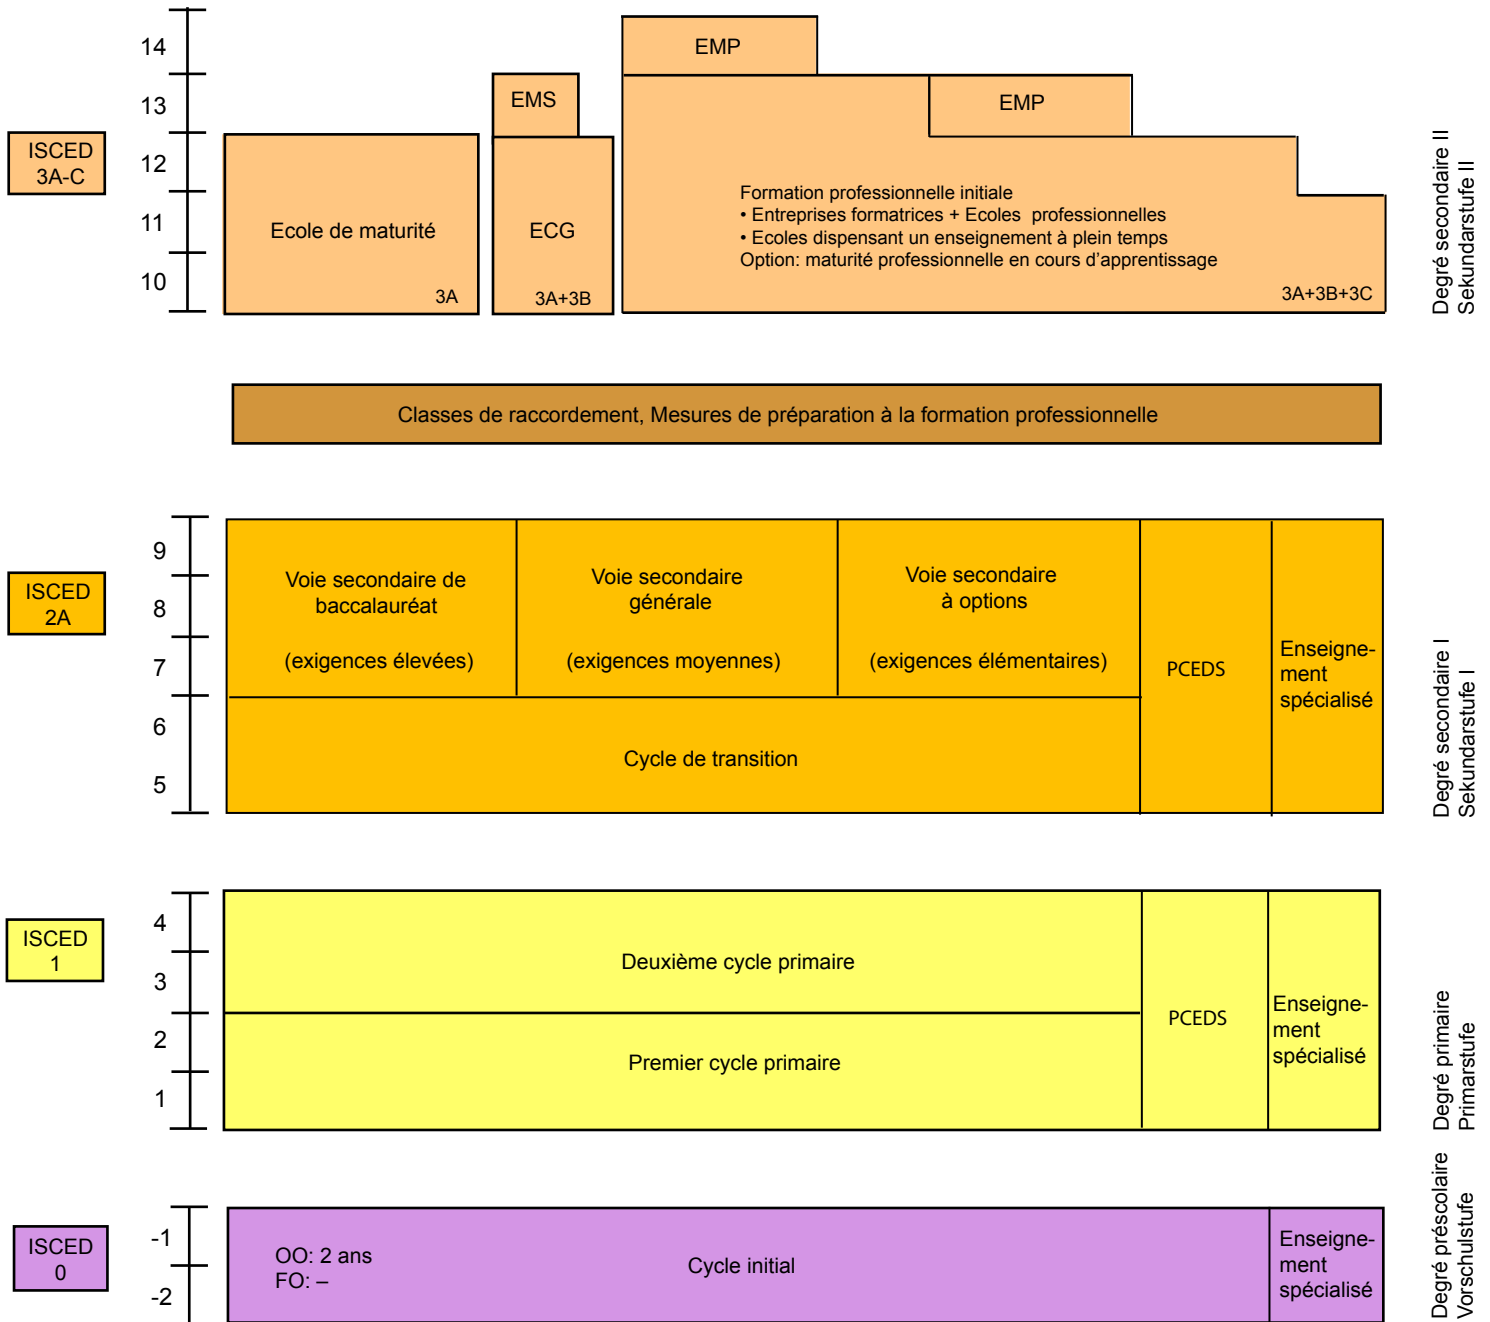 14
EMP
13
EMS
EMP
ISCED
3A-C
12
11
10
Ecole de maturité
3A
ECG
3A+3B
Formation professionnelle initiale
• Entreprises formatrices + Ecoles professionnelles
• Ecoles dispensant un enseignement à plein temps
Option: maturité professionnelle en cours d'apprentissage
3A+3B+3C
Degré secondaire II
Sekundarstufe II
Classes de raccordement, Mesures de préparation à la formation professionnelle
ISCED
2A
9
8
7
6
5
Voie secondaire de
baccalauréat
(exigences élevées)
Voie secondaire
générale
(exigences moyennes)
Voie secondaire
à options
(exigences élémentaires)
PCEDS
Enseigne-
ment
spécialisé
Cycle de transition
Degré secondaire I
Sekundarstufe I
ISCED
1
4
3
2
1
Deuxième cycle primaire
Premier cycle primaire
PCEDS
Enseigne-
ment
spécialisé
Degré primaire
Primarstufe
ISCED
0
-1
-2
OO: 2 ans
FO: –
Cycle initial
Enseigne-
ment
spécialisé
Degré préscolaire
Vorschulstufe